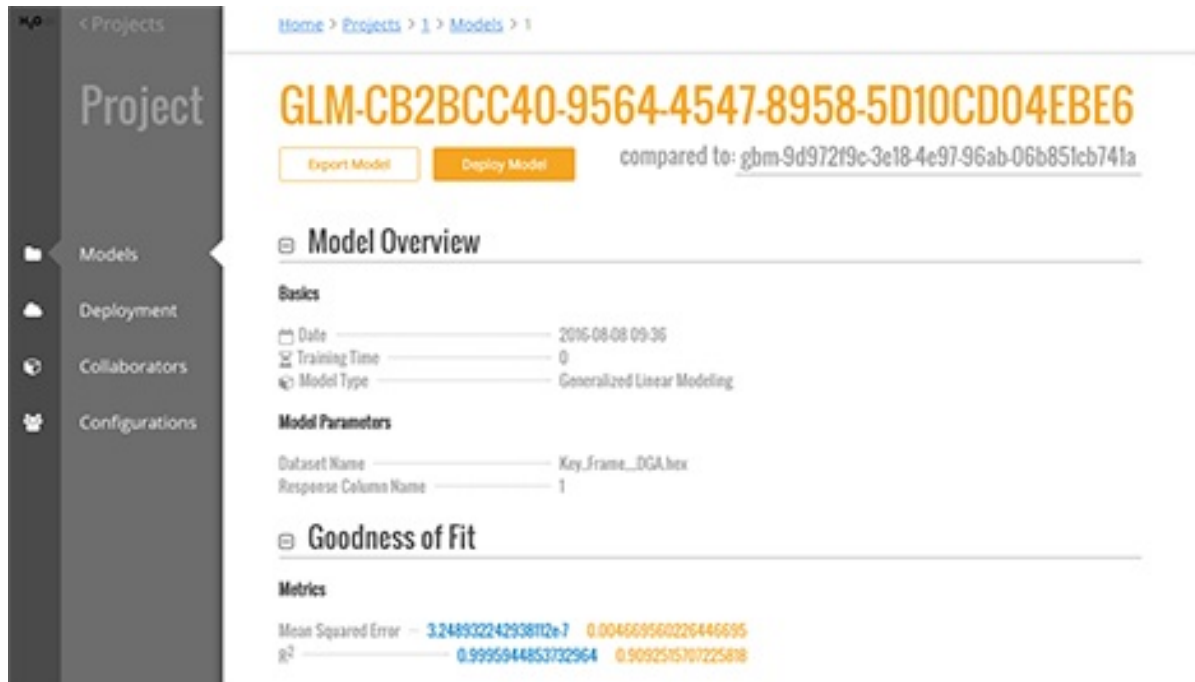 H2O
< Projects
Home > Projects > 1 > Models > 1
Project
GLM-CB2BCC40-9564-4547-8958-5D10CD04EBE6
Export Model
Deploy Model
compared to: gbm-9d972f9c-3e18-4e97-96ab-06b851cb741a
Models
Deployment
Collaborators
Configurations
Model Overview
Basics
Date 2016-08-08 09:36
Training Time 0
Model Type Generalized Linear Modeling
Model Parameters
Dataset Name Key_Frame__DGA.hex
Response Column Name 1
Goodness of Fit
Metrics
Mean Squared Error 3.248932242938112e-7 0.004669560226446695
R² 0.9995944853732964 0.9092515707225818